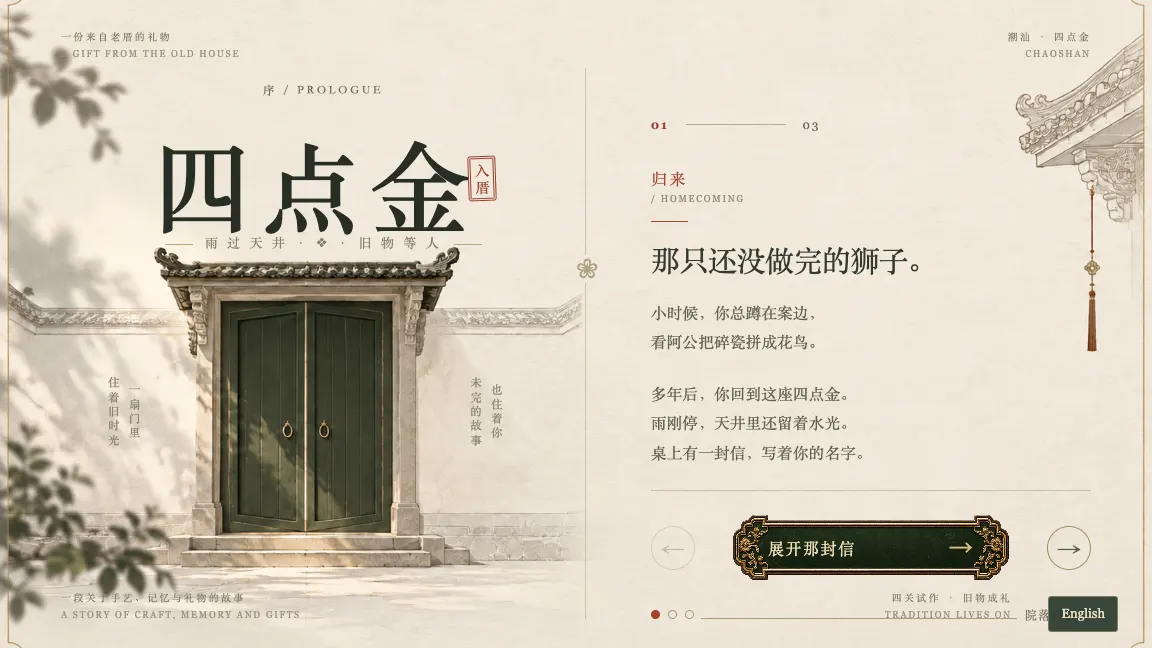 一份来自老厝的礼物
GIFT FROM THE OLD HOUSE
潮汕 · 四点金
CHAOSHAN
序 / PROLOGUE
四点金
入厝
雨过天井 · ❖ · 旧物等人
一扇门里
住着旧时光
也住着你
未完的故事
一段关于手艺、记忆与礼物的故事
A STORY OF CRAFT, MEMORY AND GIFTS
01 03
归来
/ HOMECOMING
那只还没做完的狮子。
小时候，你总蹲在案边，
看阿公把碎瓷拼成花鸟。
多年后，你回到这座四点金。
雨刚停，天井里还留着水光。
桌上有一封信，写着你的名字。
← 展开那封信 → →
四关试作 · 旧物成礼
TRADITION LIVES ON
院落
English